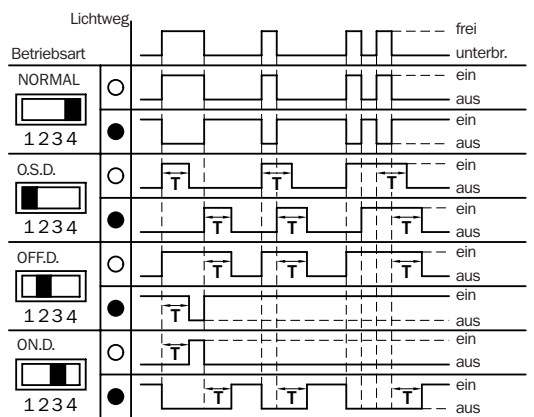 Lichtweg
frei
Betriebsart
unterbr.
NORMAL
ein
aus
ein
1234
aus
O.S.D.
ein
T T T
aus
ein
T T T
1234
aus
OFF.D.
ein
T T T
aus
ein
T
1234
aus
ON.D.
ein
T
aus
ein
T T T
1234
aus